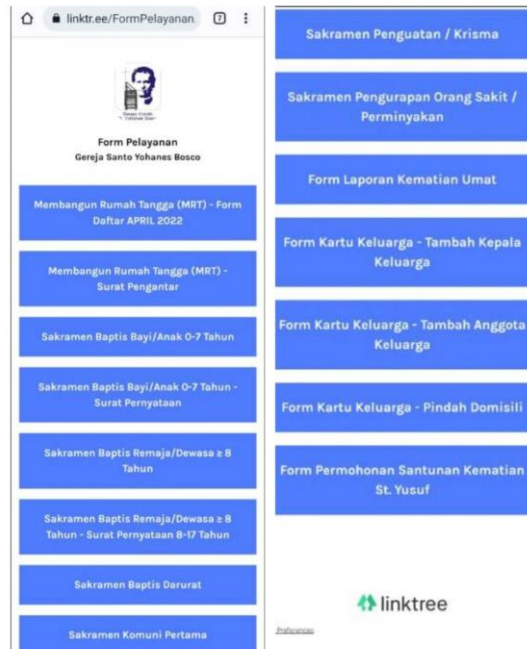 linktr.ee/FormPelayanan
7
Form Pelayanan
Gereja Santo Yohanes Bosco
Membangun Rumah Tangga (MRT) - Form
Daftar APRIL 2022
Membangun Rumah Tangga (MRT) -
Surat Pengantar
Sakramen Baptis Bayi/Anak 0-7 Tahun
Sakramen Baptis Bayi/Anak 0-7 Tahun -
Surat Pernyataan
Sakramen Baptis Remaja/Dewasa ≥ 8
Tahun
Sakramen Baptis Remaja/Dewasa ≥ 8
Tahun - Surat Pernyataan 8-17 Tahun
Sakramen Baptis Darurat
Sakramen Komuni Pertama
Sakramen Penguatan / Krisma
Sakramen Pengurapan Orang Sakit /
Perminyakan
Form Laporan Kematian Umat
Form Kartu Keluarga - Tambah Kepala
Keluarga
Form Kartu Keluarga - Tambah Anggota
Keluarga
Form Kartu Keluarga - Pindah Domisili
Form Permohonan Santunan Kematian
St. Yusuf
linktree
Preferences